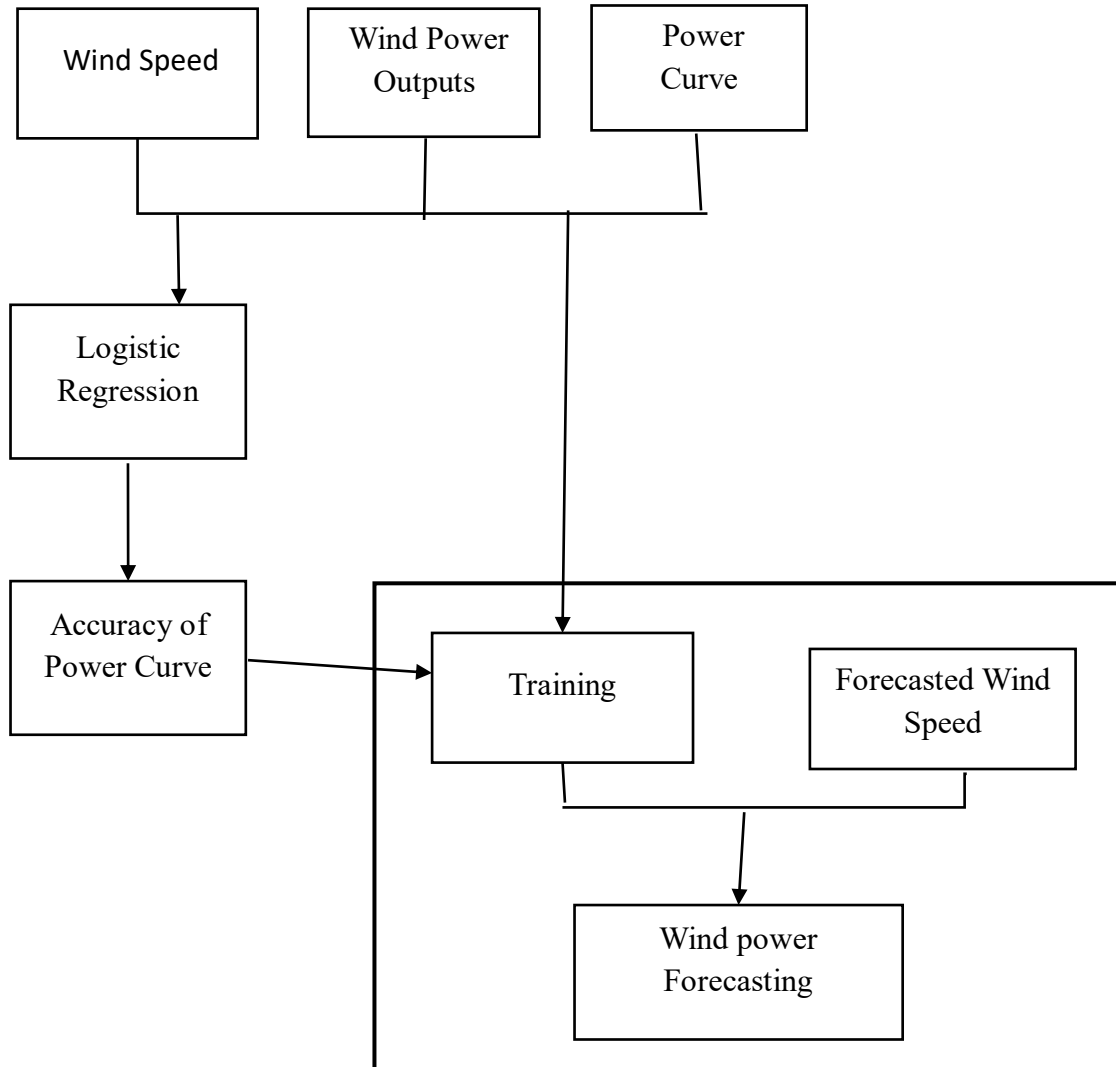 Wind Speed
Wind Power
Outputs
Power
Curve
Logistic
Regression
Accuracy of
Power Curve
Training
Forecasted Wind
Speed
Wind power
Forecasting